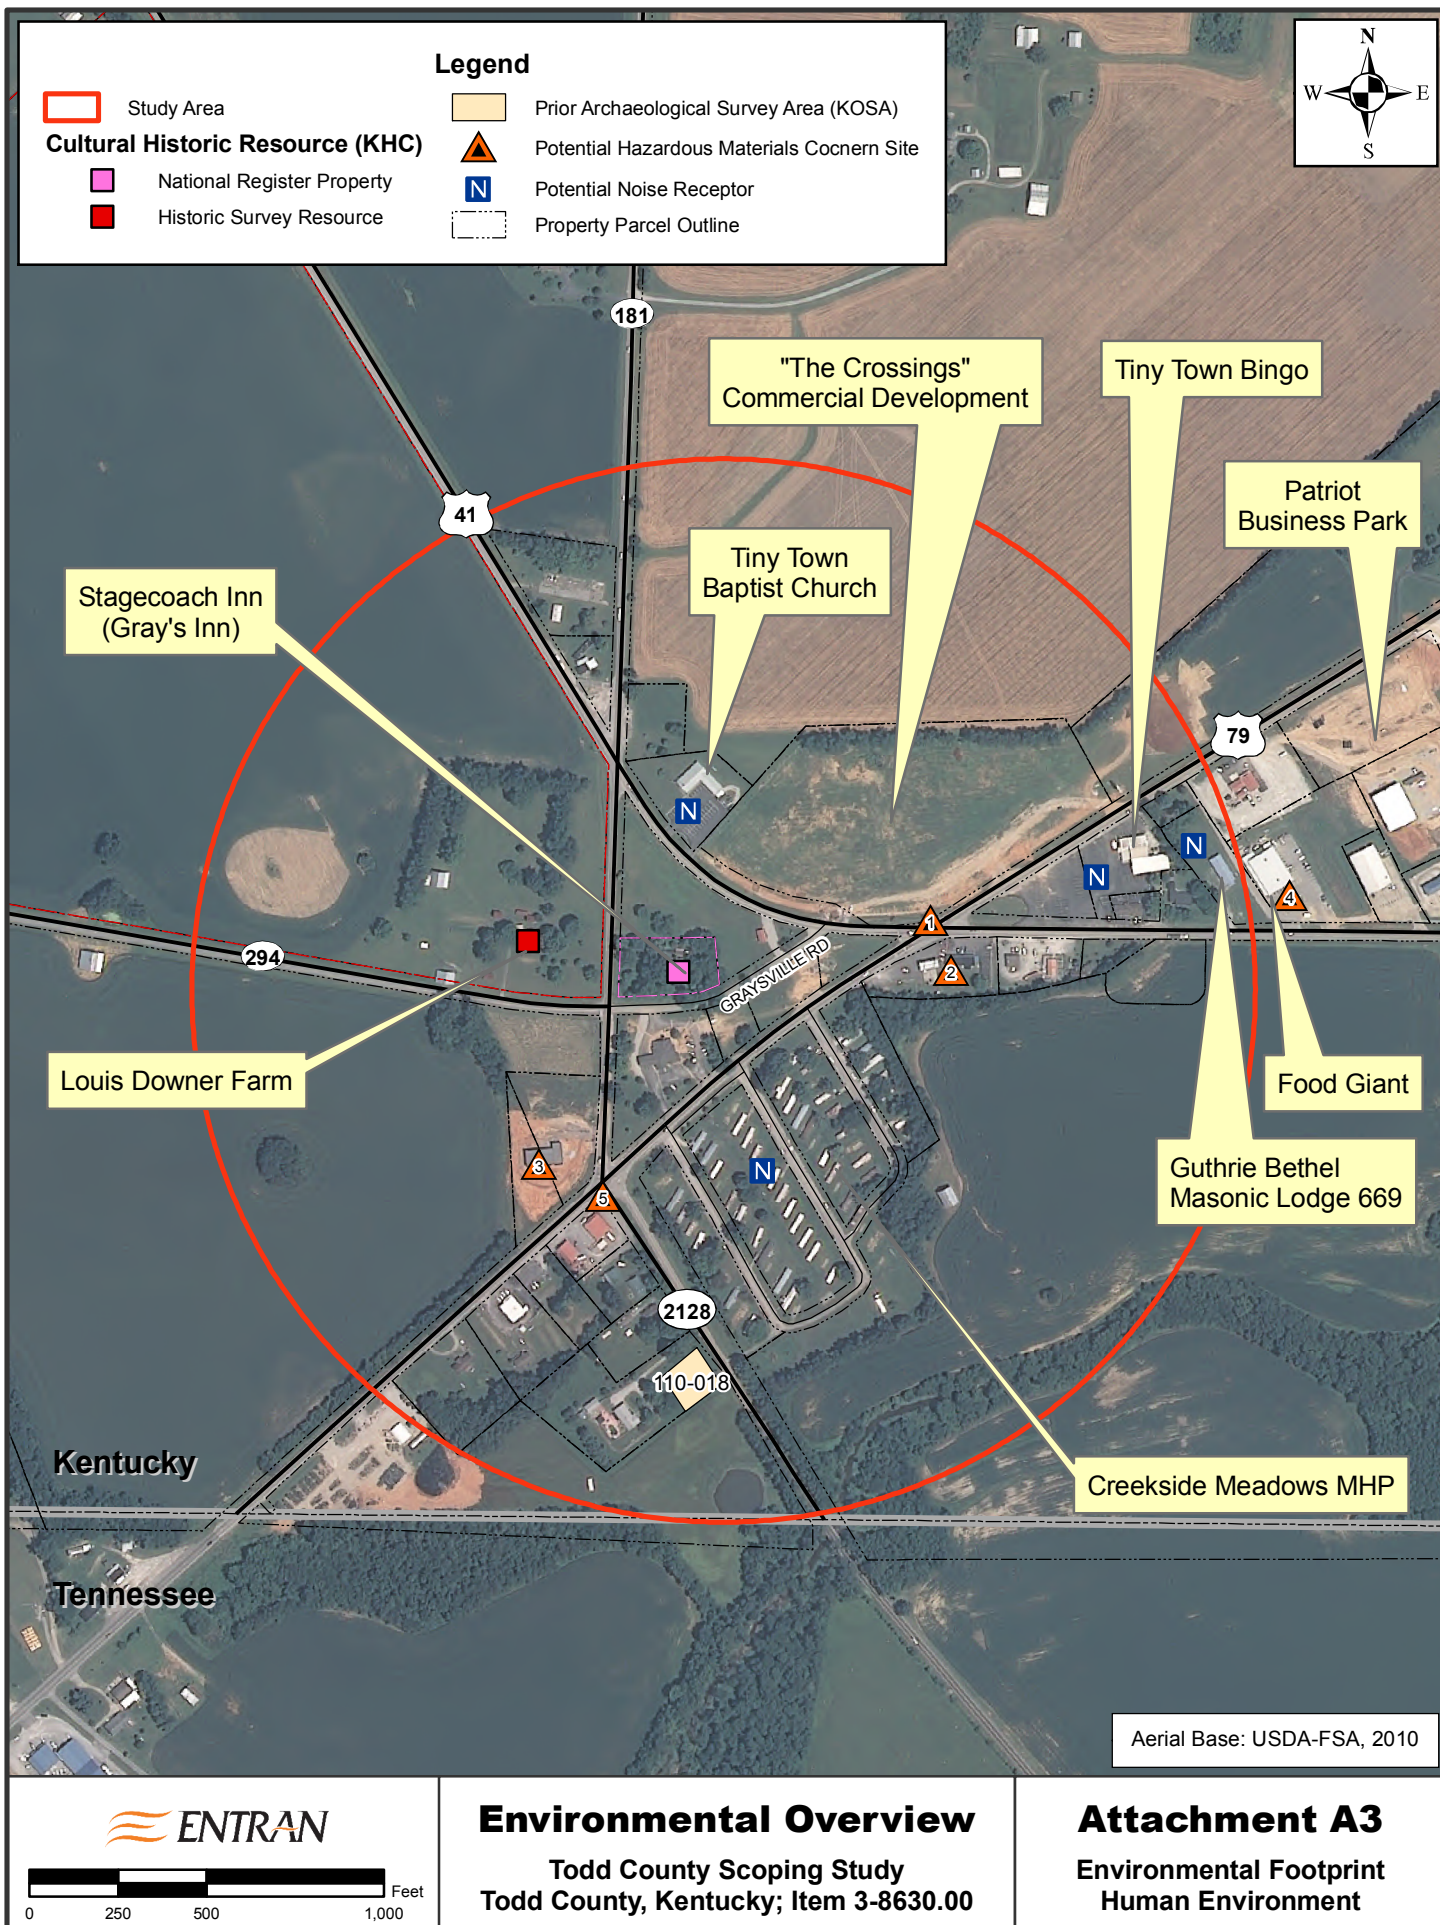 Legend
Study Area
Cultural Historic Resource (KHC)
National Register Property
Historic Survey Resource
Prior Archaeological Survey Area (KOSA)
Potential Hazardous Materials Cocnern Site
N
Potential Noise Receptor
Property Parcel Outline
N
W
E
S
181
"The Crossings"
Commercial Development
Tiny Town Bingo
41
Patriot
Business Park
Tiny Town
Baptist Church
Stagecoach Inn
(Gray's Inn)
79
N
N
N
4
1
294
2
GRAYSVILLE RD
Louis Downer Farm
Food Giant
3
N
5
Guthrie Bethel
Masonic Lodge 669
2128
110-018
Kentucky
Creekside Meadows MHP
Tennessee
Aerial Base: USDA-FSA, 2010
ENTRAN
Feet
0
250
500
1,000
Environmental Overview
Todd County Scoping Study
Todd County, Kentucky; Item 3-8630.00
Attachment A3
Environmental Footprint
Human Environment